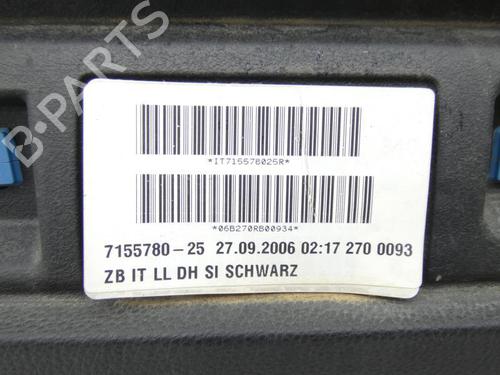 B-PARTS
*IT715578025R*
*06B270RB00934*
7155780-25 27.09.2006 02:17 270 0093
ZB IT LL DH SI SCHWARZ